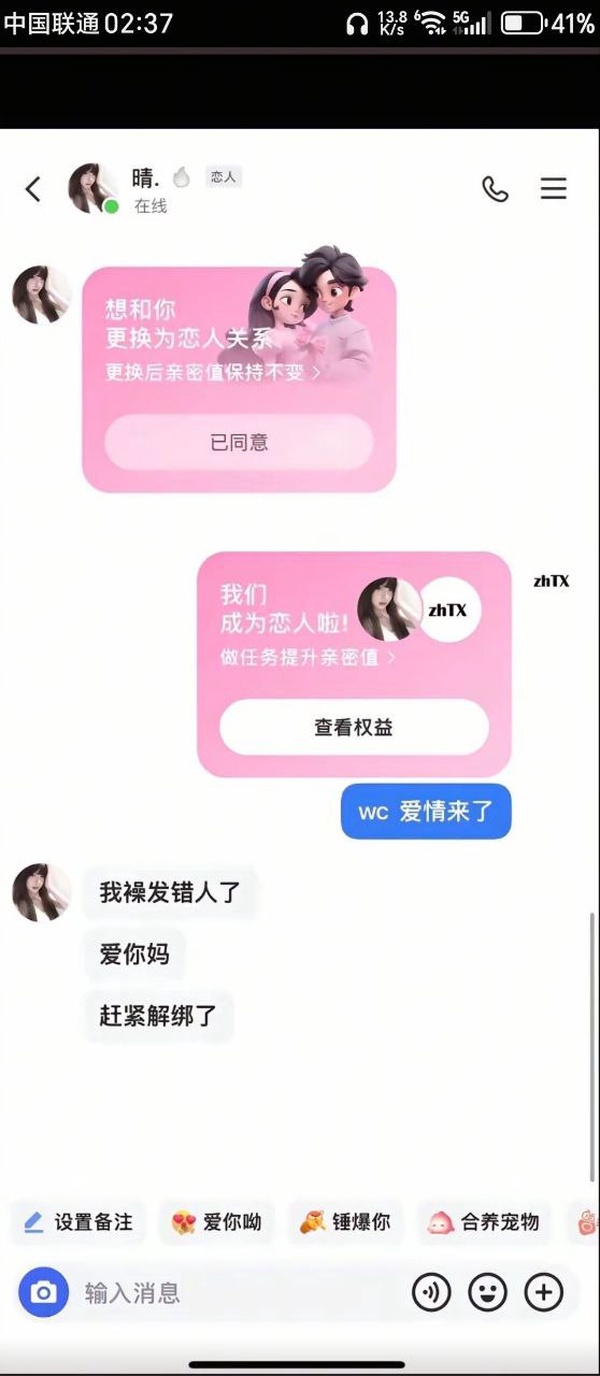 中国联通 02:37
13.8 K/s
6
5G
41%
晴.
恋人
在线
想和你
更换为恋人关系
更换后亲密值保持不变 >
已同意
我们
成为恋人啦!
做任务提升亲密值 >
查看权益
zhTX
zhTX
wc 爱情来了
我襙发错人了
爱你妈
赶紧解绑了
设置备注
爱你呦
锤爆你
合养宠物
输入消息